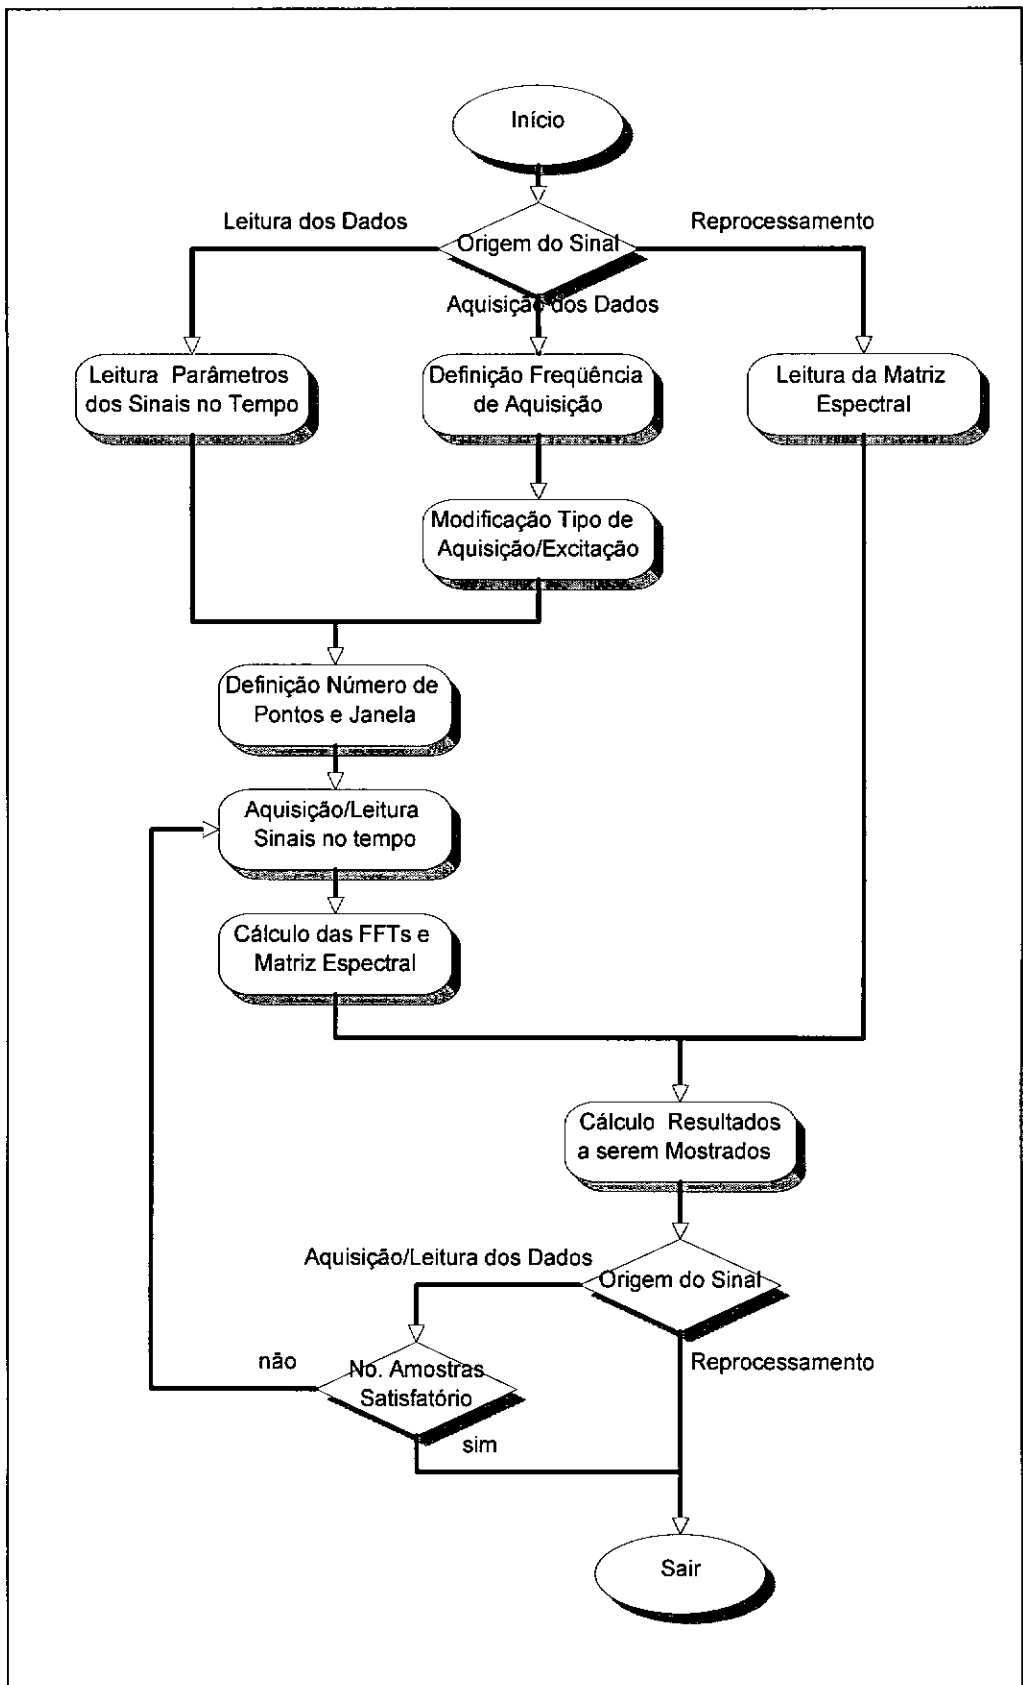 Início
Leitura dos Dados
Reprocessamento
Origem do Sinal
Aquisição dos Dados
Leitura Parâmetros
dos Sinais no Tempo
Definição Freqüência
de Aquisição
Leitura da Matriz
Espectral
Modificação Tipo de
Aquisição/Excitação
Definição Número de
Pontos e Janela
Aquisição/Leitura
Sinais no tempo
Cálculo das FFTs e
Matriz Espectral
Cálculo Resultados
a serem Mostrados
Aquisição/Leitura dos Dados
Origem do Sinal
não
No. Amostras
Satisfatório
Reprocessamento
sim
Sair